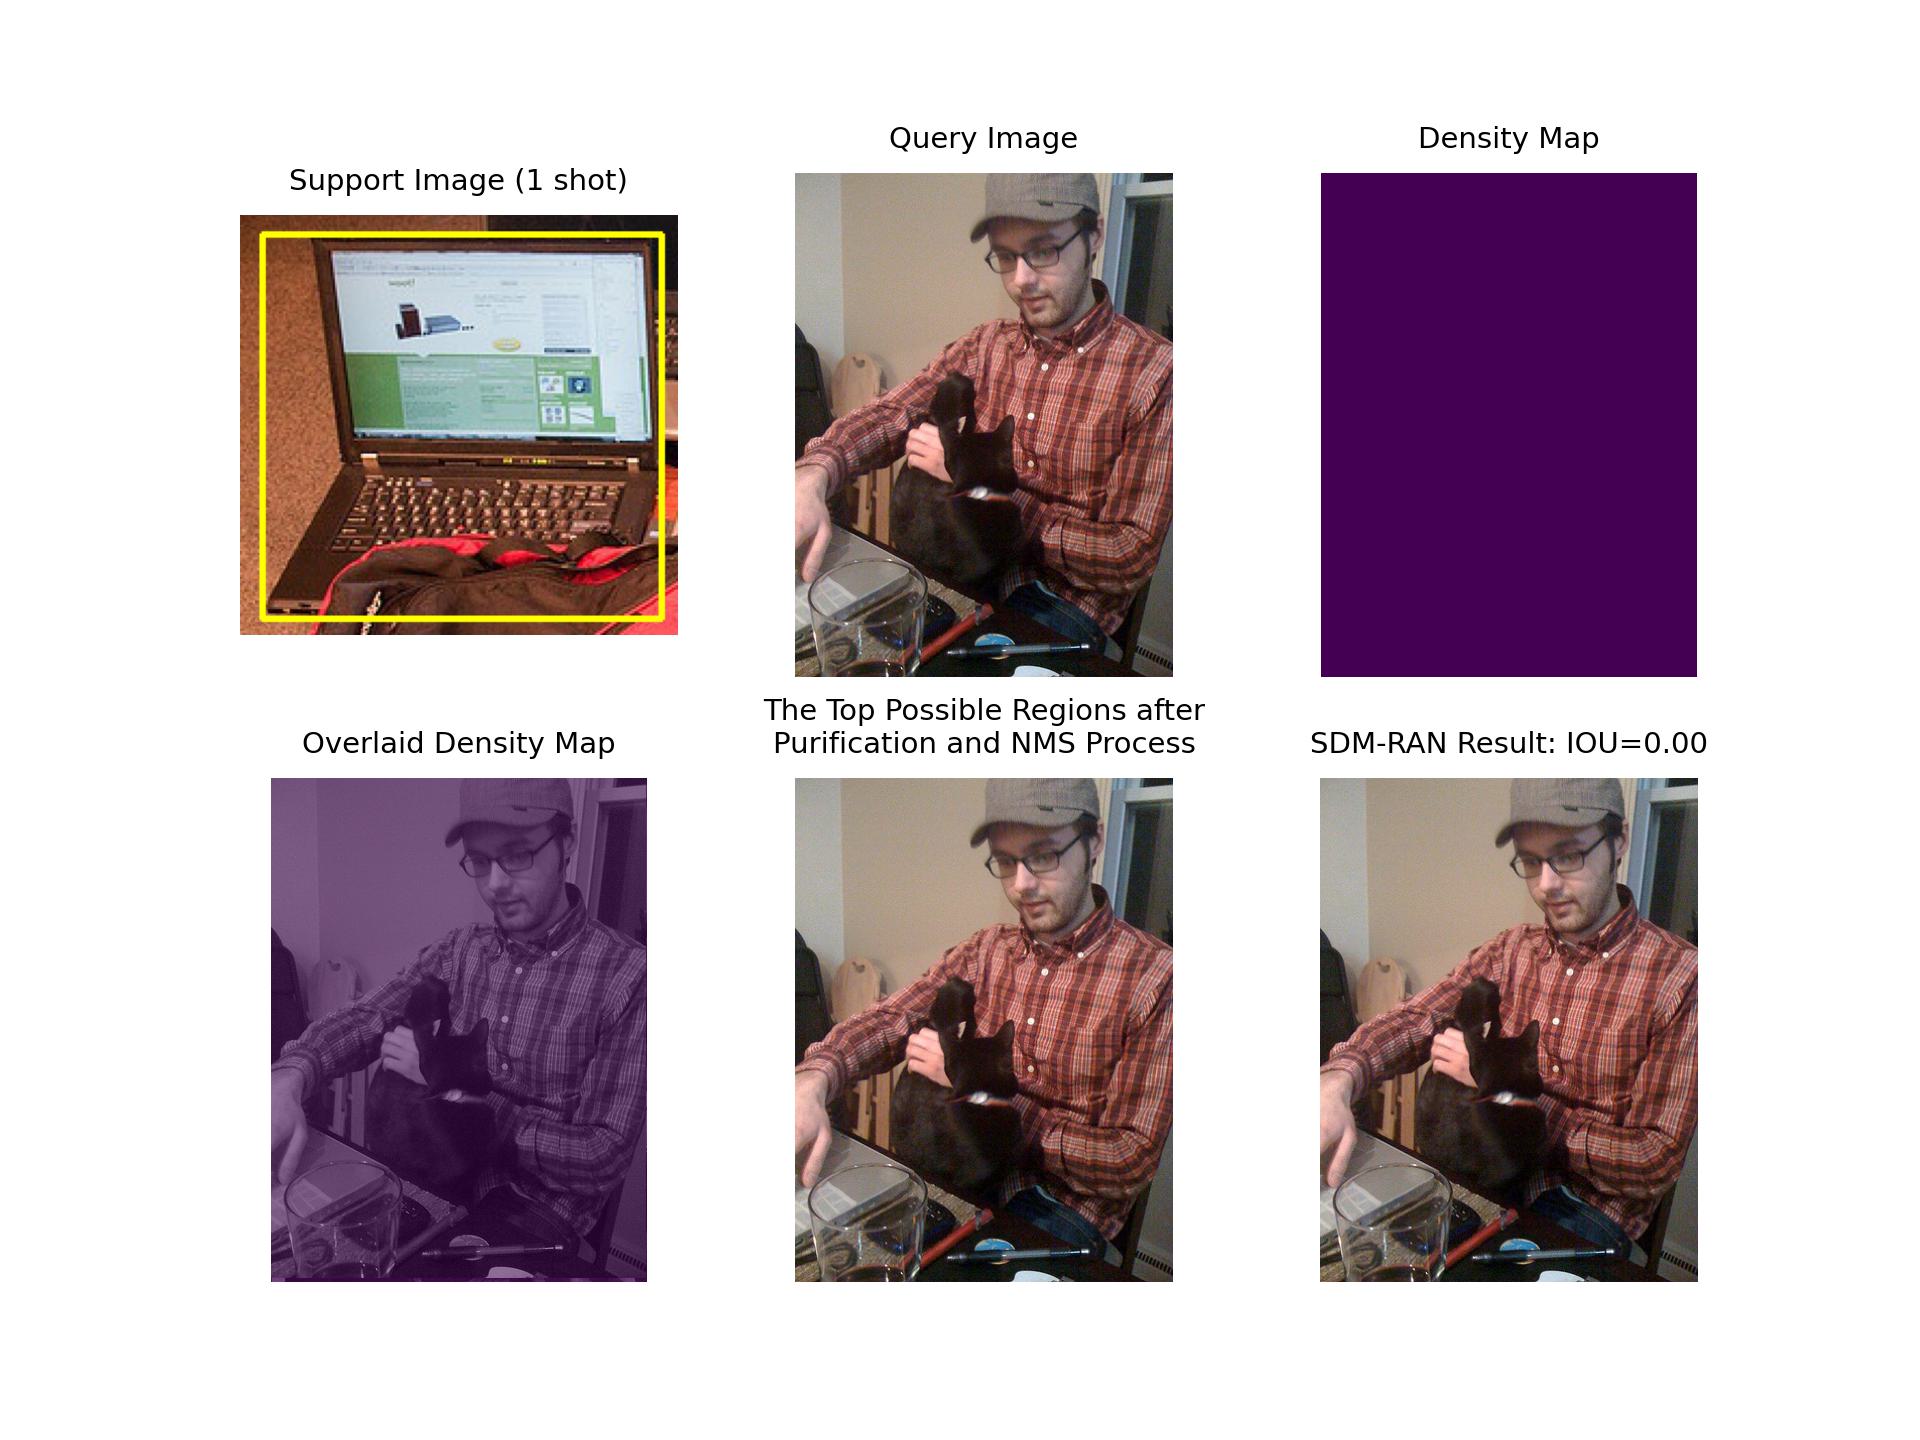 Query Image
Density Map
Support Image (1 shot)
woot!
The Top Possible Regions after
Purification and NMS Process
Overlaid Density Map
SDM-RAN Result: IOU=0.00